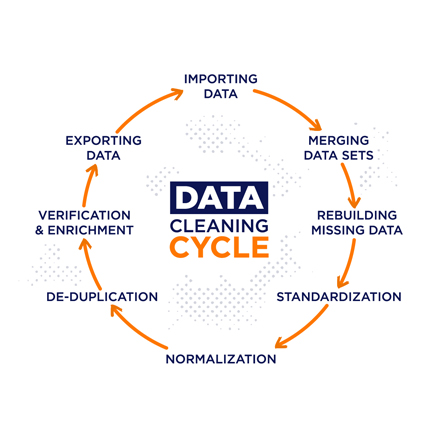 IMPORTING
DATA
MERGING
DATA SETS
REBUILDING
MISSING DATA
STANDARDIZATION
NORMALIZATION
DE-DUPLICATION
VERIFICATION
& ENRICHMENT
EXPORTING
DATA
DATA
CLEANING
CYCLE